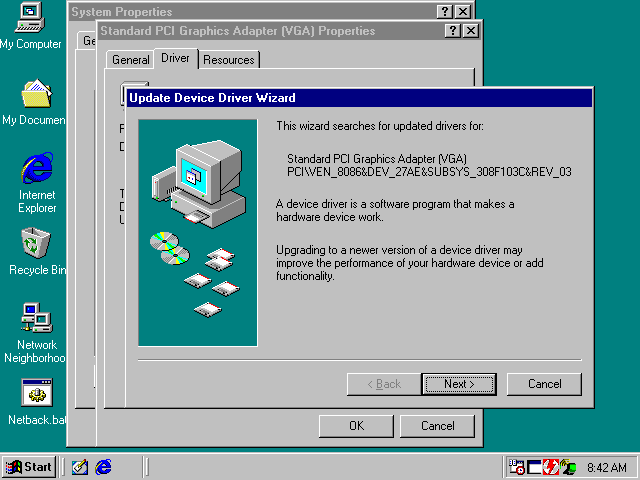 System Properties
Standard PCI Graphics Adapter (VGA) Properties
General
Driver
Resources
Update Device Driver Wizard
This wizard searches for updated drivers for:
Standard PCI Graphics Adapter (VGA)
PCI\VEN_8086&DEV_27AE&SUBSYS_308F103C&REV_03
A device driver is a software program that makes a
hardware device work.
Upgrading to a newer version of a device driver may
improve the performance of your hardware device or add
functionality.
< Back
Next >
Cancel
OK
Cancel
My Computer
My Documen
Internet
Explorer
Recycle Bin
Network
Neighborhoo
Netback.bat
Start
8:42 AM